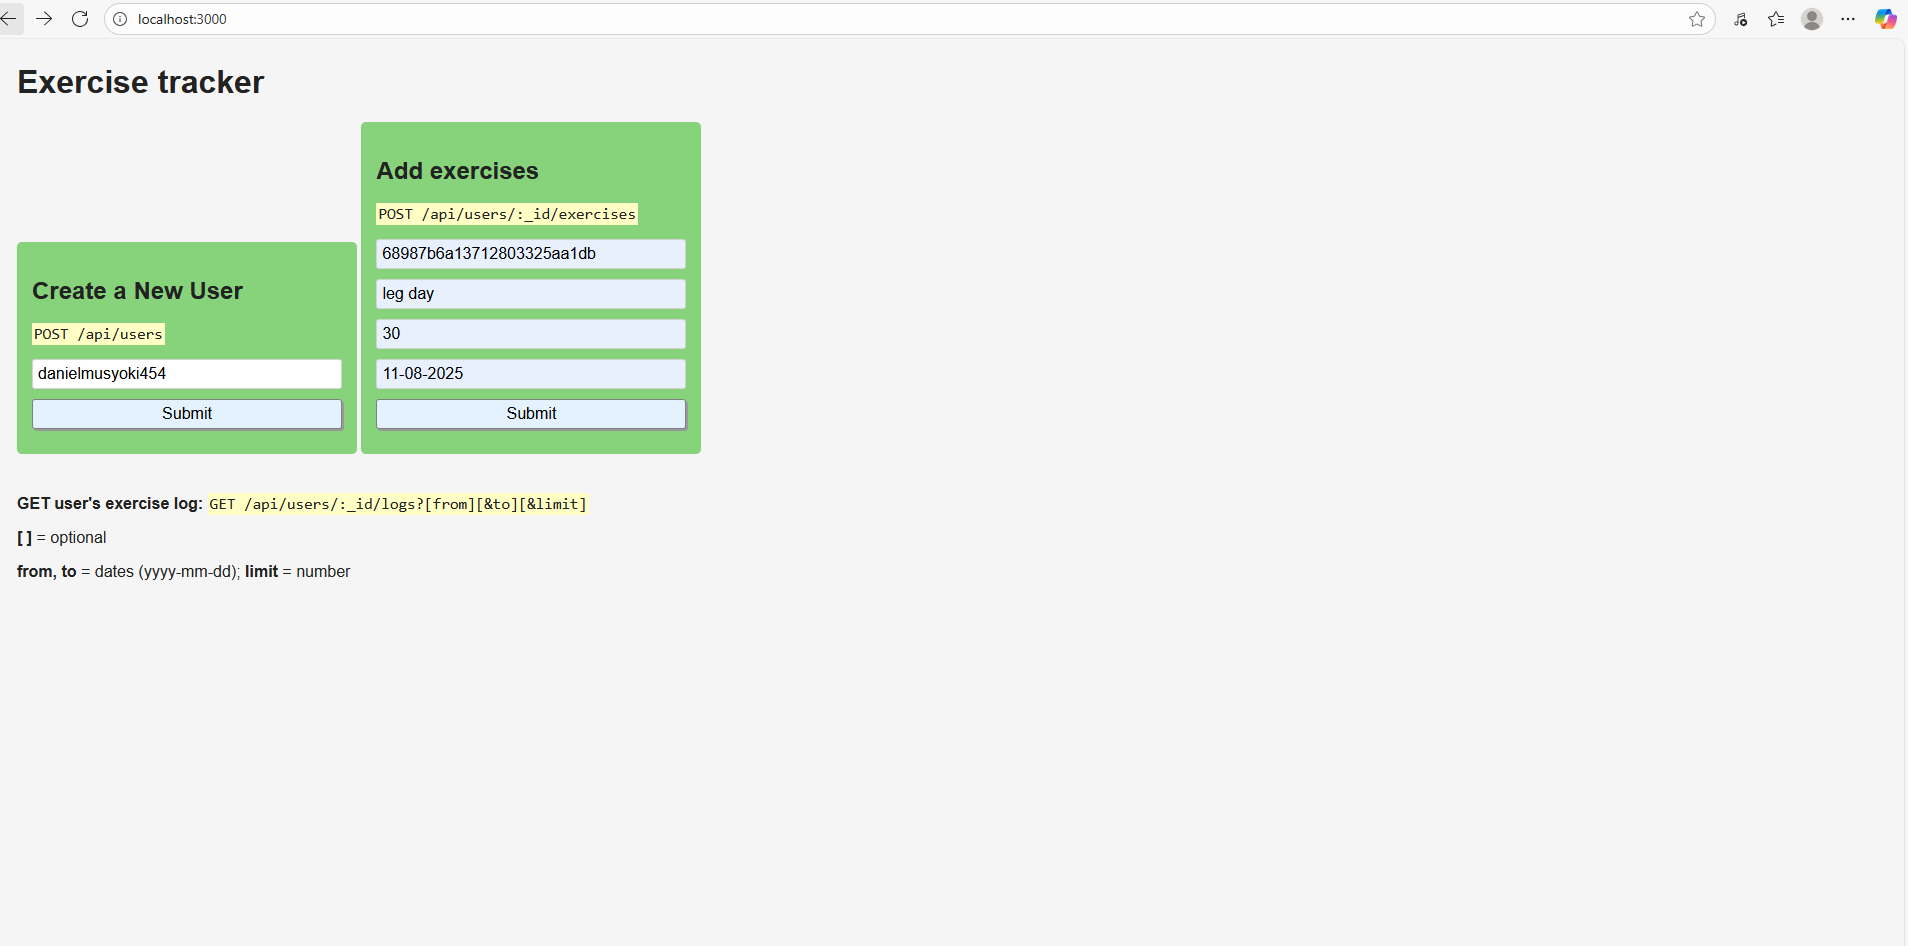 localhost:3000
Exercise tracker
Create a New User
POST /api/users
danielmusyoki454
Submit
Add exercises
POST /api/users/:_id/exercises
68987b6a13712803325aa1db
leg day
30
11-08-2025
Submit
GET user's exercise log: GET /api/users/:_id/logs?[from][&to][&limit]
[ ] = optional
from, to = dates (yyyy-mm-dd); limit = number